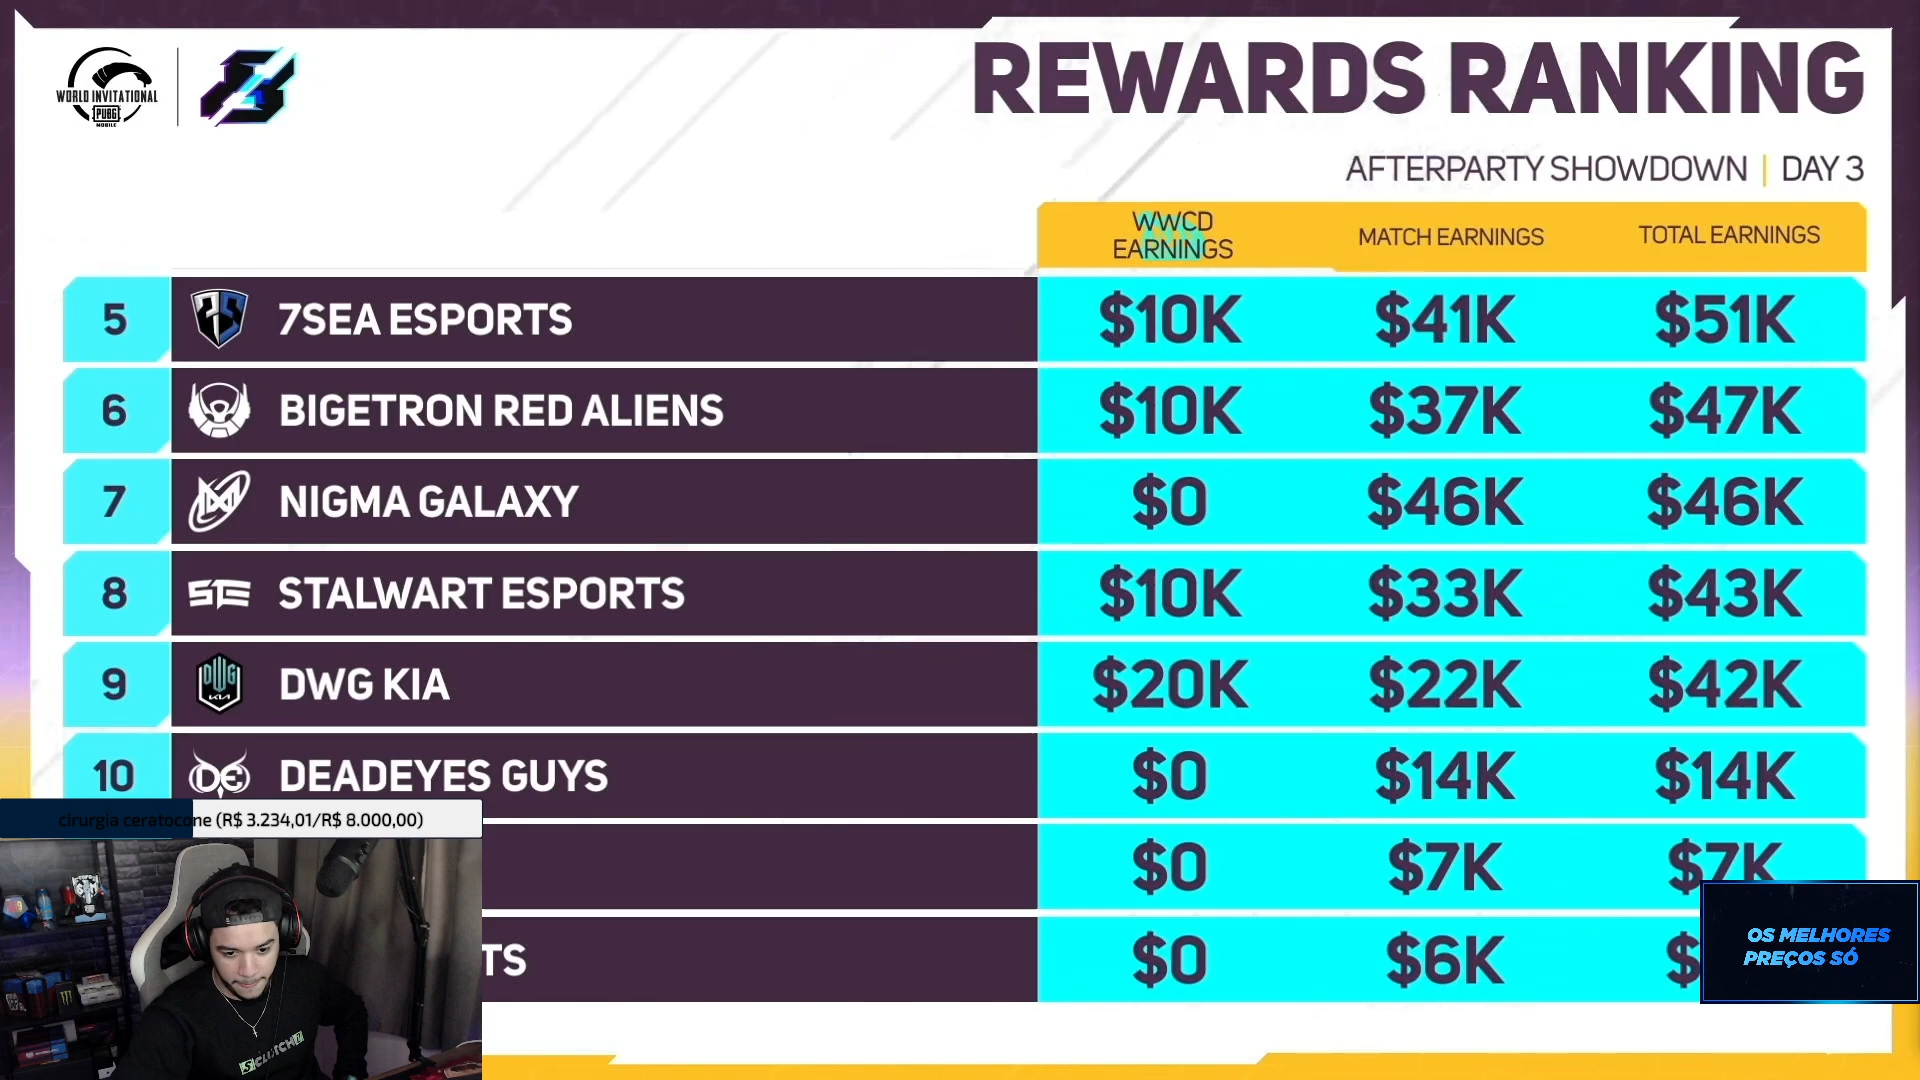 WORLD INVITATIONAL
PUBG
MOBILE
REWARDS RANKING
AFTERPARTY SHOWDOWN | DAY 3
WWCD EARNINGS
MATCH EARNINGS
TOTAL EARNINGS
5 7SEA ESPORTS $10K $41K $51K
6 BIGETRON RED ALIENS $10K $37K $47K
7 NIGMA GALAXY $0 $46K $46K
8 STALWART ESPORTS $10K $33K $43K
9 DWG KIA $20K $22K $42K
10 DEADEYES GUYS $0 $14K $14K
cirurgia ceratocone (R$ 3.234,01/R$ 8.000,00)
$0 $7K $7K
TS $0 $6K $
OS MELHORES
PREÇOS SÓ